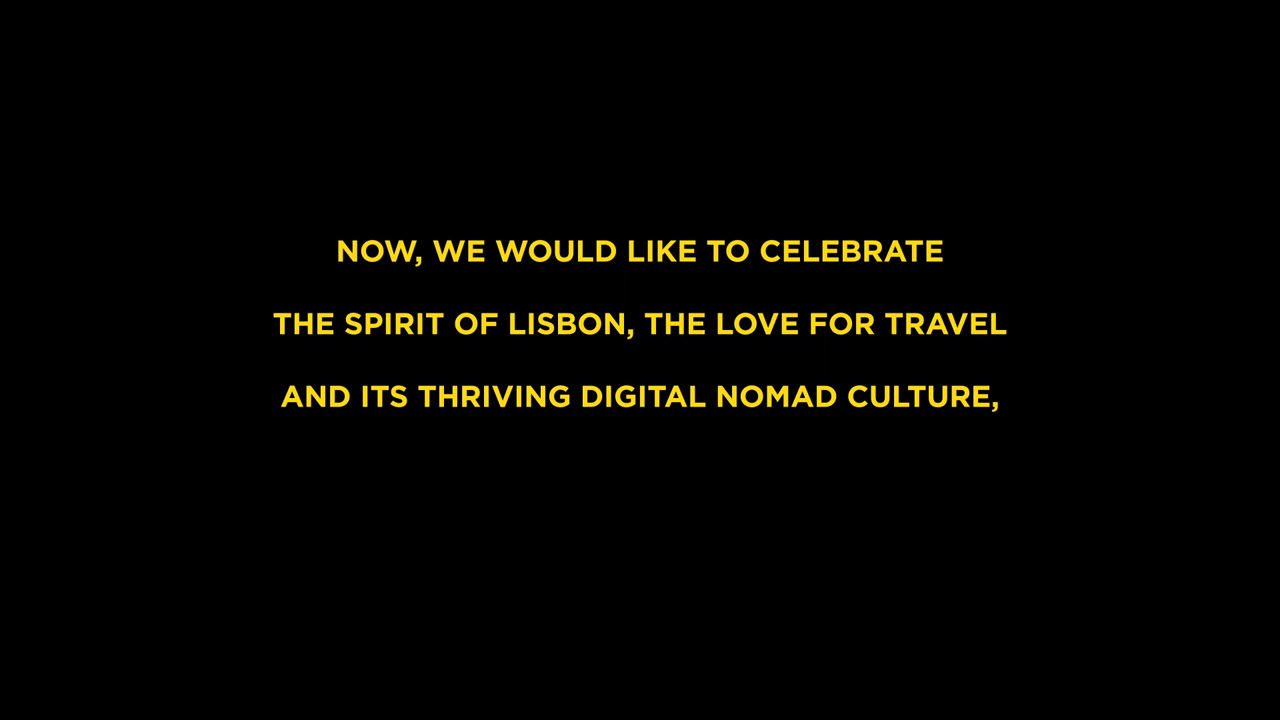 NOW, WE WOULD LIKE TO CELEBRATE
THE SPIRIT OF LISBON, THE LOVE FOR TRAVEL
AND ITS THRIVING DIGITAL NOMAD CULTURE,